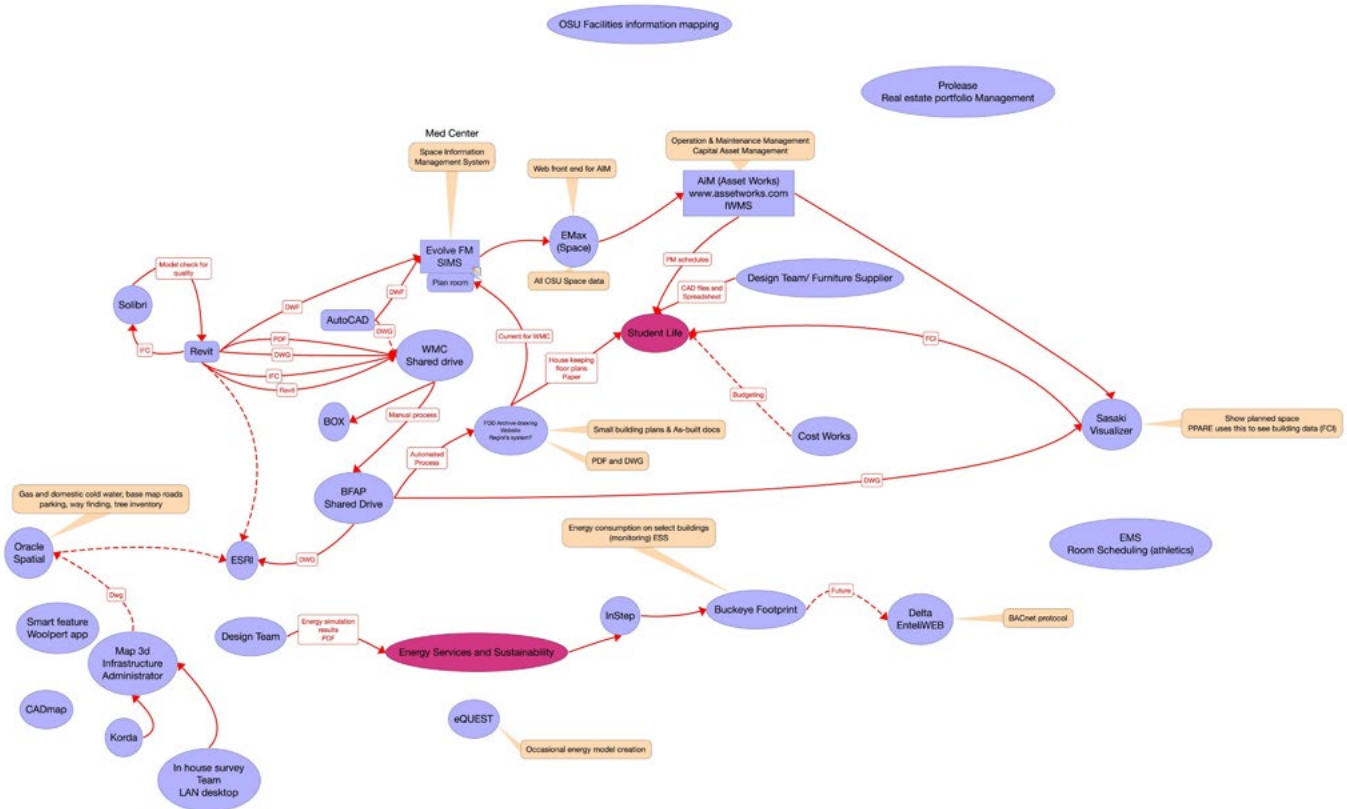 OSU Facilities information mapping
Prolease
Real estate portfolio Management
Med Center
Space Information
Management System
Operation & Maintenance Management
Capital Asset Management
Web front end for AIM
AiM (Asset Works)
www.assetworks.com
IWMS
EMax
(Space)
Evolve FM
SIMS
Plan room
All OSU Space data
Model check for
quality
Solibri
IFC
Revit
DWF
DWF
AutoCAD
DWG
PDF
DWG
IFC
Revit
WMC
Shared drive
PM schedules
CAD files and
Spreadsheet
Design Team/ Furniture Supplier
Student Life
Current for WMC
House keeping
floor plans
Paper
FCI
Budgeting
Cost Works
Sasaki
Visualizer
Show planned space
PPARE uses this to see building data (FCI)
BOX
Manual process
FOD Archive drawing
Website
Regna's system?
Small building plans & As-built docs
PDF and DWG
Automated
Process
BFAP
Shared Drive
DWG
Gas and domestic cold water, base map roads
parking, way finding, tree inventory
Oracle
Spatial
ESRI
DWG
Energy consumption on select buildings
(monitoring) ESS
EMS
Room Scheduling (athletics)
Dwg
Smart feature
Woolpert app
Map 3d
Infrastructure
Administrator
Design Team
Energy simulation
results
PDF
Energy Services and Sustainability
InStep
Buckeye Footprint
Future
Delta
EnteliWEB
BACnet protocol
CADmap
Korda
In house survey
Team
LAN desktop
eQUEST
Occasional energy model creation